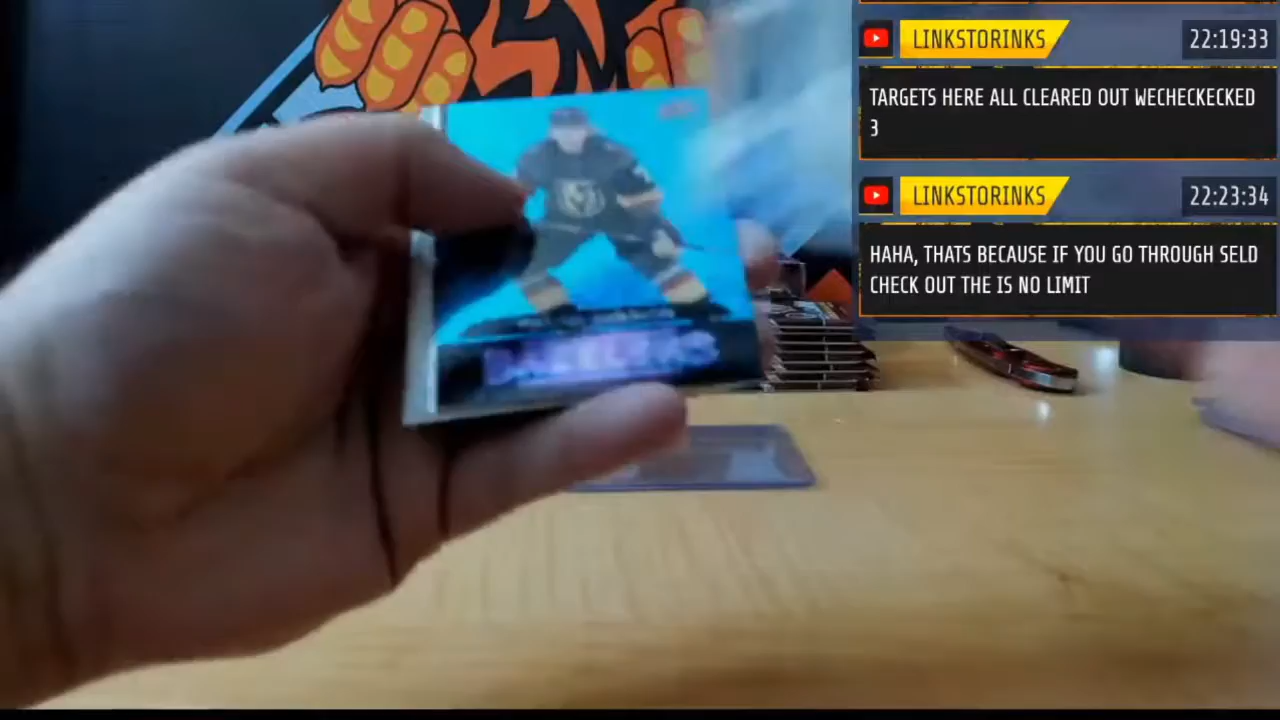 LINKSTORINKS
22:19:33
TARGETS HERE ALL CLEARED OUT WECHECKECKED
3
LINKSTORINKS
22:23:34
HAHA, THATS BECAUSE IF YOU GO THROUGH SELD
CHECK OUT THE IS NO LIMIT
DAZZLERS